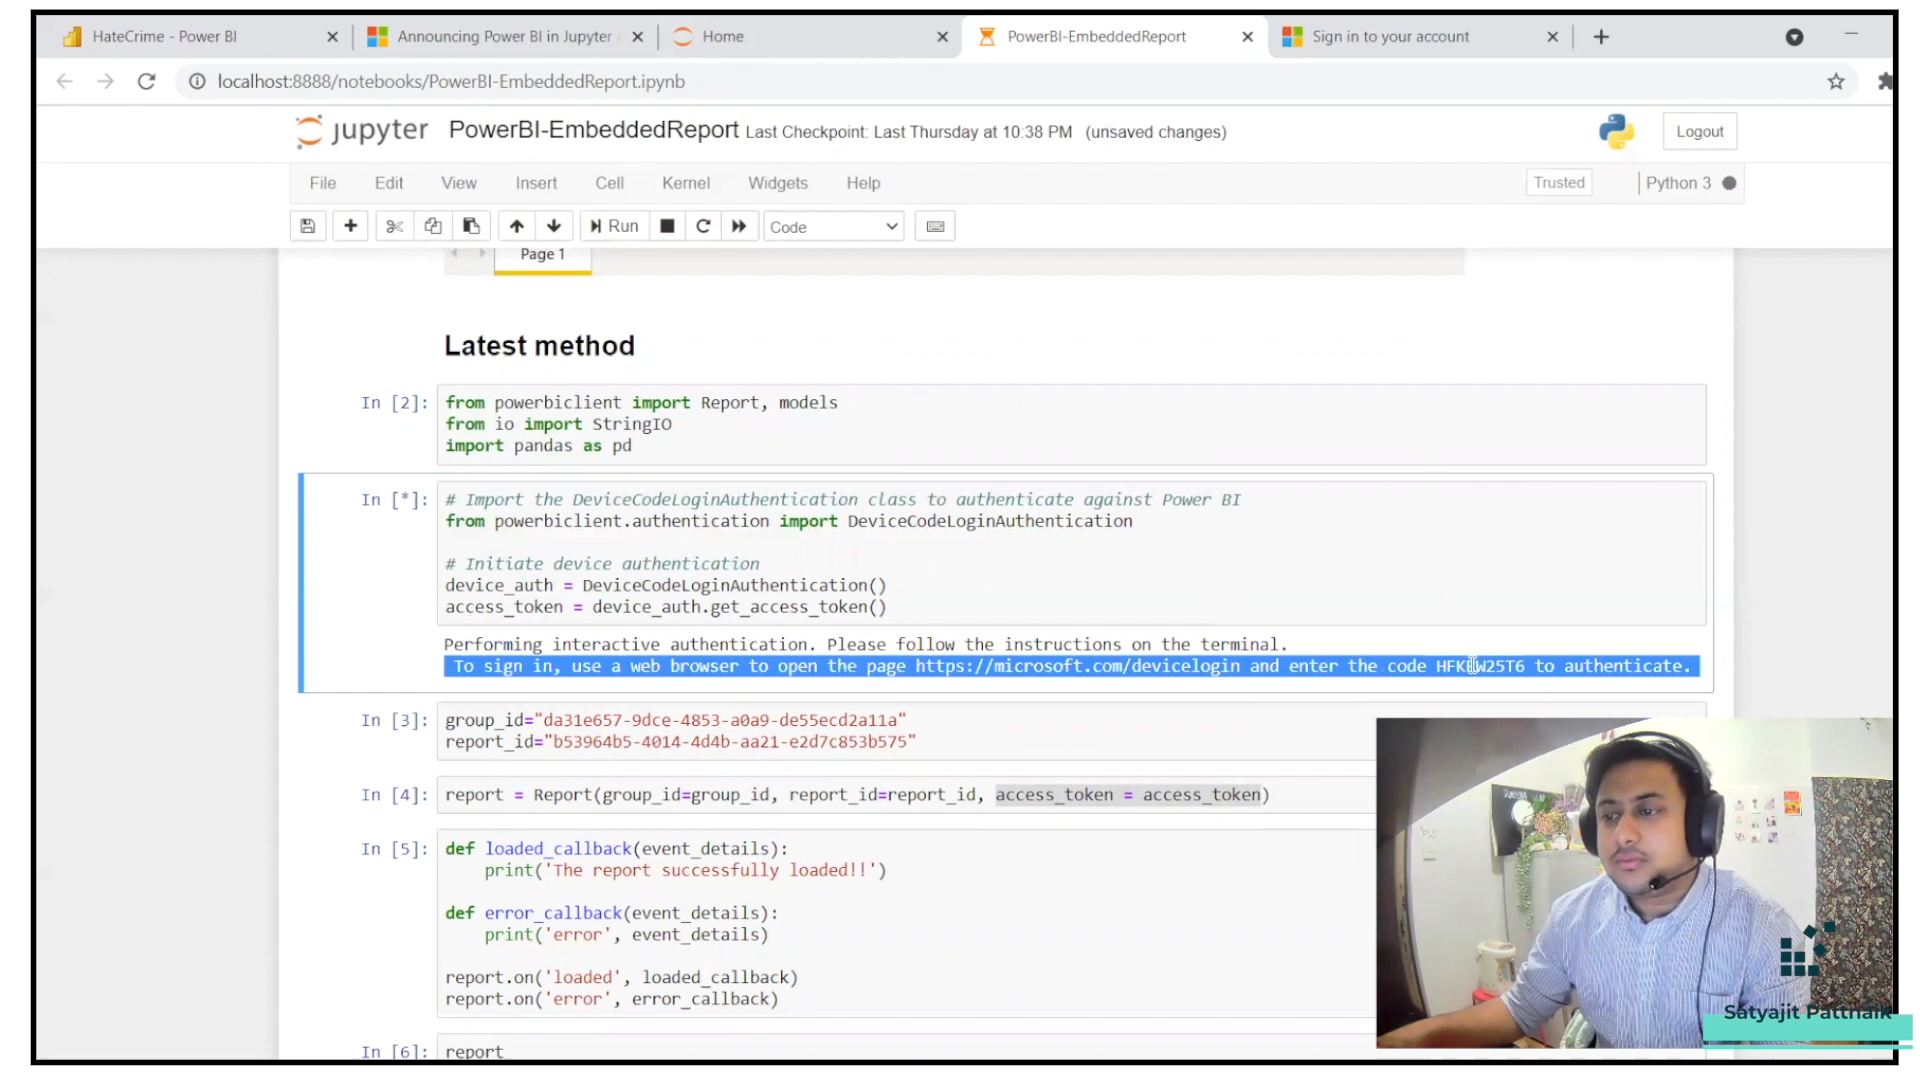 HateCrime - Power BI
Announcing Power BI in Jupyter
Home
PowerBI-EmbeddedReport
Sign in to your account
localhost:8888/notebooks/PowerBI-EmbeddedReport.ipynb
jupyter PowerBI-EmbeddedReport Last Checkpoint: Last Thursday at 10:38 PM (unsaved changes)
Logout
File Edit View Insert Cell Kernel Widgets Help
Trusted
Python 3
Run
Code
Page 1
Latest method
In [2]: from powerbiclient import Report, models
from io import StringIO
import pandas as pd
In [*]: # Import the DeviceCodeLoginAuthentication class to authenticate against Power BI
from powerbiclient.authentication import DeviceCodeLoginAuthentication
# Initiate device authentication
device_auth = DeviceCodeLoginAuthentication()
access_token = device_auth.get_access_token()
Performing interactive authentication. Please follow the instructions on the terminal.
To sign in, use a web browser to open the page https://microsoft.com/devicelogin and enter the code to authenticate.
In [3]: group_id="da31e657-9dce-4853-a0a9-de55ecd2a11a"
report_id="b53964b5-4014-4d4b-aa21-e2d7c853b575"
In [4]: report = Report(group_id=group_id, report_id=report_id, access_token = access_token)
In [5]: def loaded_callback(event_details):
print('The report successfully loaded!!')
def error_callback(event_details):
print('error', event_details)
report.on('loaded', loaded_callback)
report.on('error', error_callback)
In [6]: report
Satyajit Pattnaik